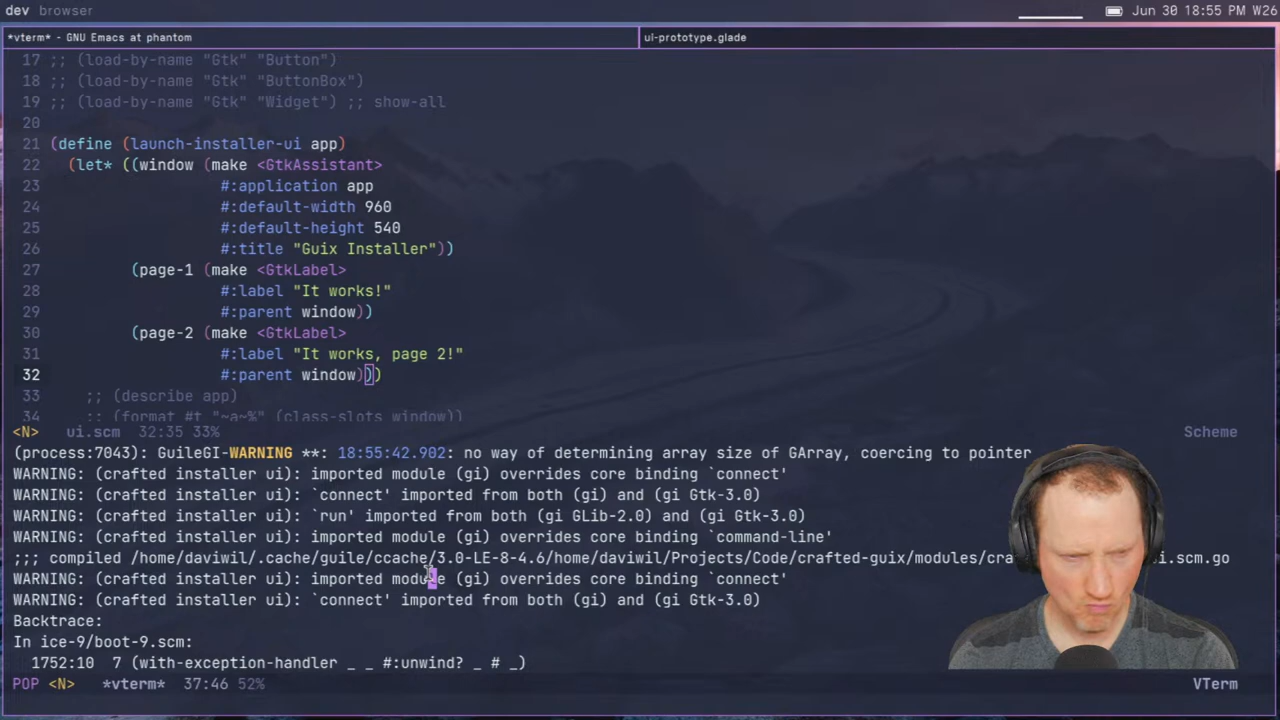 dev browser
Jun 30 18:55 PM W26
*vterm* - GNU Emacs at phantom
ui-prototype.glade
17 ;; (load-by-name "Gtk" "Button")
18 ;; (load-by-name "Gtk" "ButtonBox")
19 ;; (load-by-name "Gtk" "Widget") ;; show-all
20
21 (define (launch-installer-ui app)
22 (let* ((window (make <GtkAssistant>
23 #:application app
24 #:default-width 960
25 #:default-height 540
26 #:title "Guix Installer"))
27 (page-1 (make <GtkLabel>
28 #:label "It works!"
29 #:parent window))
30 (page-2 (make <GtkLabel>
31 #:label "It works, page 2!"
32 #:parent window)))
33 ;; (describe app)
34 ;; (format #t "~a~%" (class-slots window))
<N> ui.scm 32:35 33% Scheme
(process:7043): GuileGI-WARNING **: 18:55:42.902: no way of determining array size of GArray, coercing to pointer
WARNING: (crafted installer ui): imported module (gi) overrides core binding `connect'
WARNING: (crafted installer ui): `connect' imported from both (gi) and (gi Gtk-3.0)
WARNING: (crafted installer ui): `run' imported from both (gi GLib-2.0) and (gi Gtk-3.0)
WARNING: (crafted installer ui): imported module (gi) overrides core binding `command-line'
;;; compiled /home/daviwil/.cache/guile/ccache/3.0-LE-8-4.6/home/daviwil/Projects/Code/crafted-guix/modules/cra i.scm.go
WARNING: (crafted installer ui): imported module (gi) overrides core binding `connect'
WARNING: (crafted installer ui): `connect' imported from both (gi) and (gi Gtk-3.0)
Backtrace:
In ice-9/boot-9.scm:
1752:10 7 (with-exception-handler _ _ #:unwind? _ # _)
POP <N> *vterm* 37:46 52% VTerm